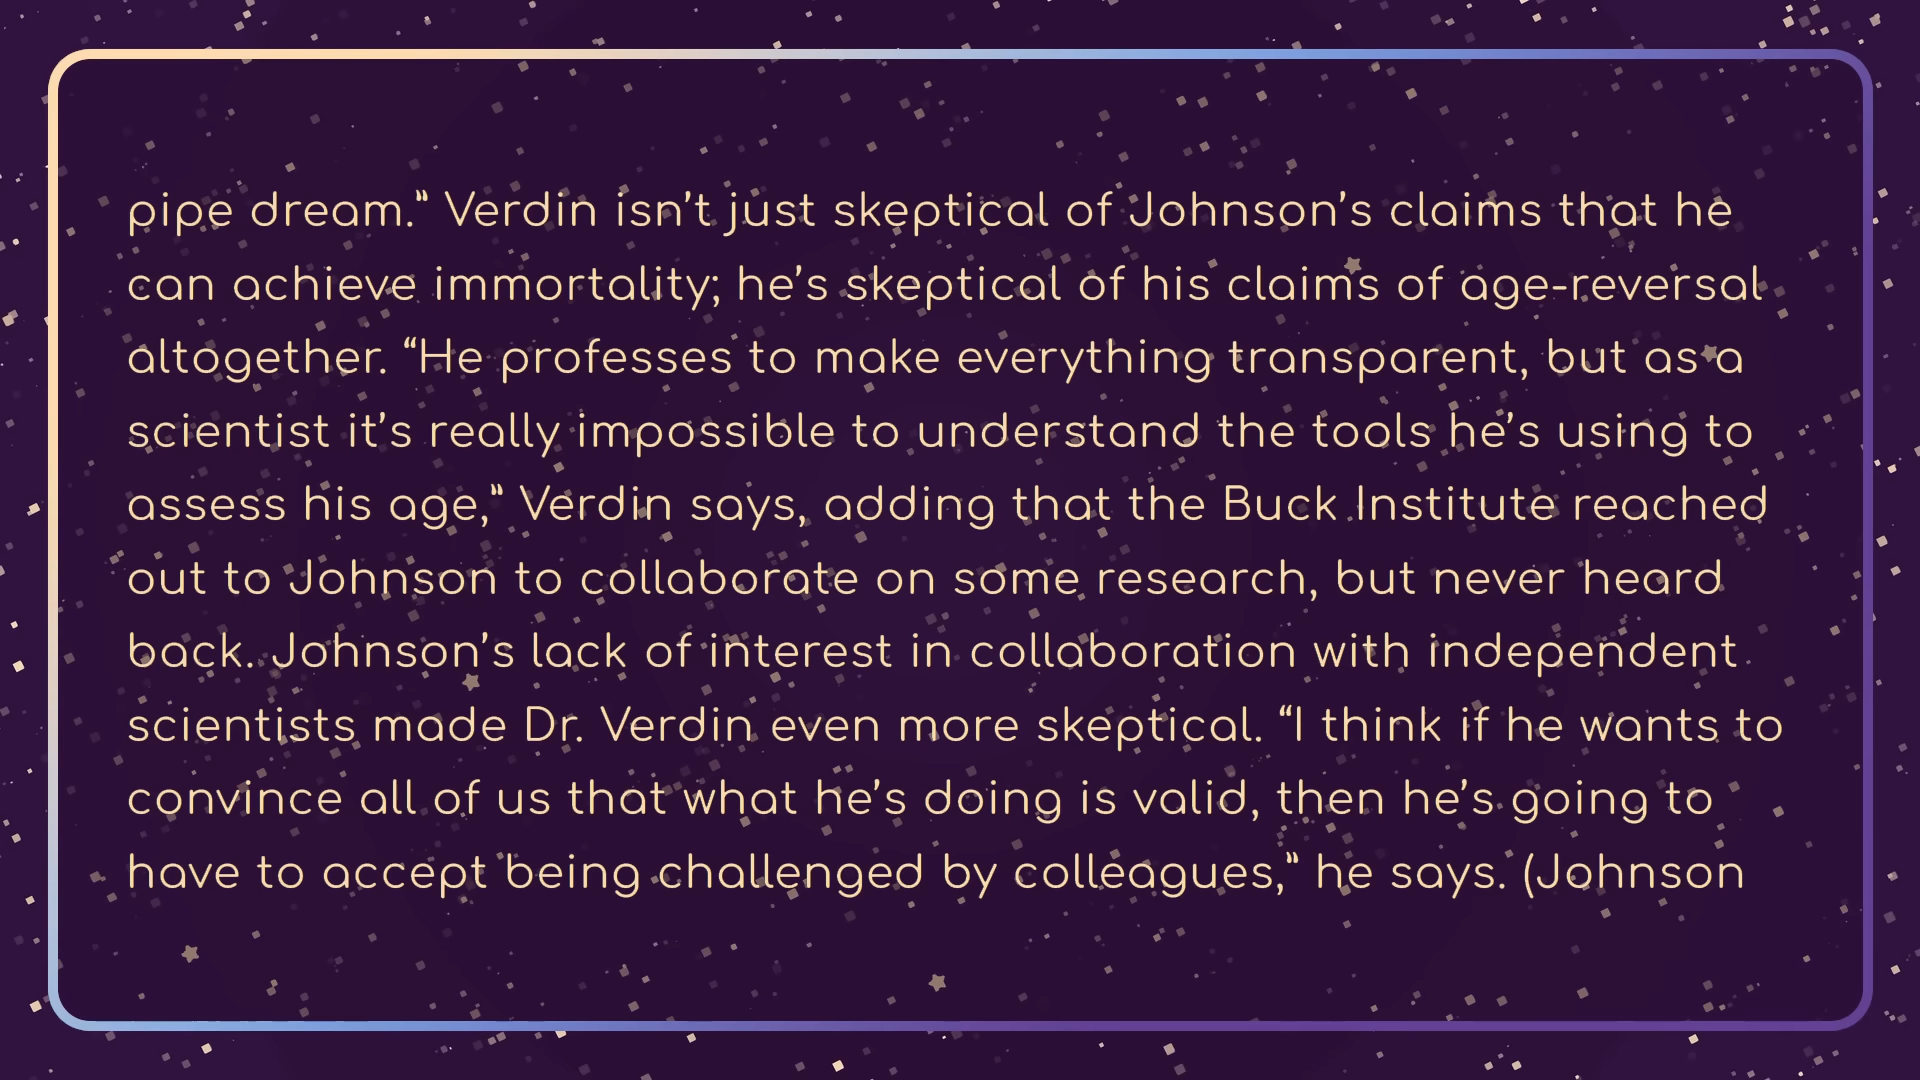 pipe dream.” Verdin isn’t just skeptical of Johnson’s claims that he
can achieve immortality; he’s skeptical of his claims of age-reversal
altogether. “He professes to make everything transparent, but as a
scientist it’s really impossible to understand the tools he’s using to
assess his age,” Verdin says, adding that the Buck Institute reached
out to Johnson to collaborate on some research, but never heard
back. Johnson’s lack of interest in collaboration with independent
scientists made Dr. Verdin even more skeptical. “I think if he wants to
convince all of us that what he’s doing is valid, then he’s going to
have to accept being challenged by colleagues,” he says. (Johnson